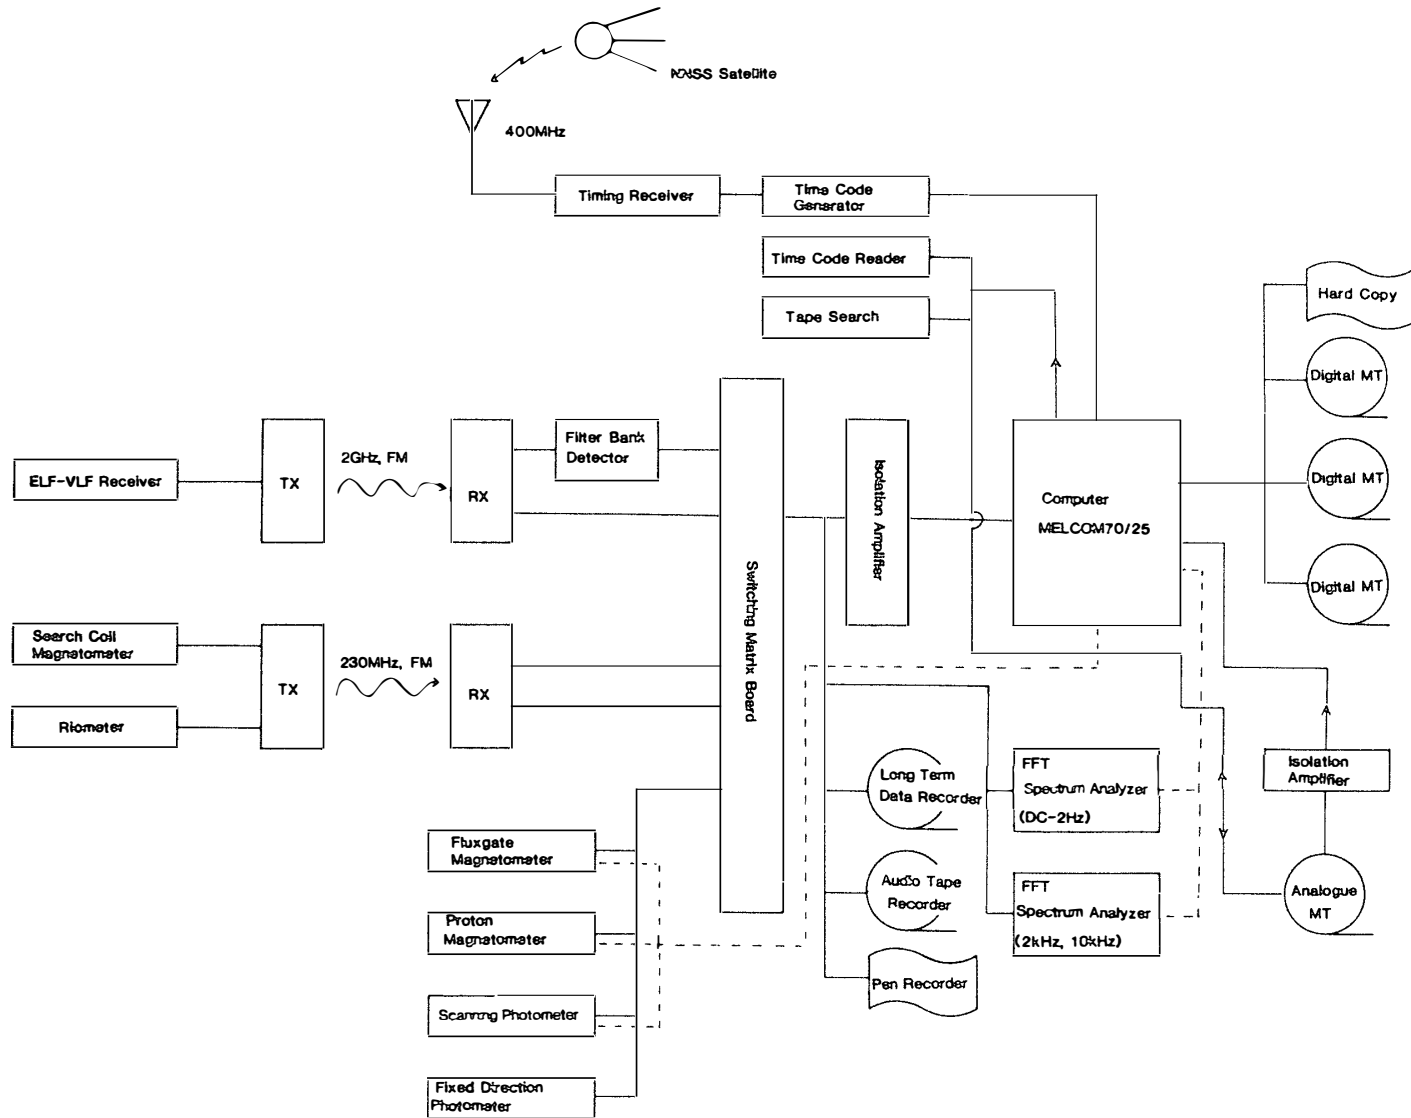 NNSS Satellite
400MHz
Timing Receiver
Time Code
Generator
Time Code Reader
Tape Search
Hard Copy
Digital MT
Digital MT
Digital MT
ELF-VLF Receiver
TX
2GHz, FM
RX
Filter Bank
Detector
Switching Matrix Board
Isolation Amplifier
Computer
MELCOM70/25
Search Coil
Magnatometer
Riometer
TX
230MHz, FM
RX
Fluxgate
Magnatometer
Proton
Magnatometer
Scanning Photometer
Fixed Direction
Photometer
Long Term
Data Recorder
Audio Tape
Recorder
Pen Recorder
FFT
Spectrum Analyzer
(DC-2Hz)
FFT
Spectrum Analyzer
(2kHz, 10kHz)
Isolation
Amplifier
Analogue
MT